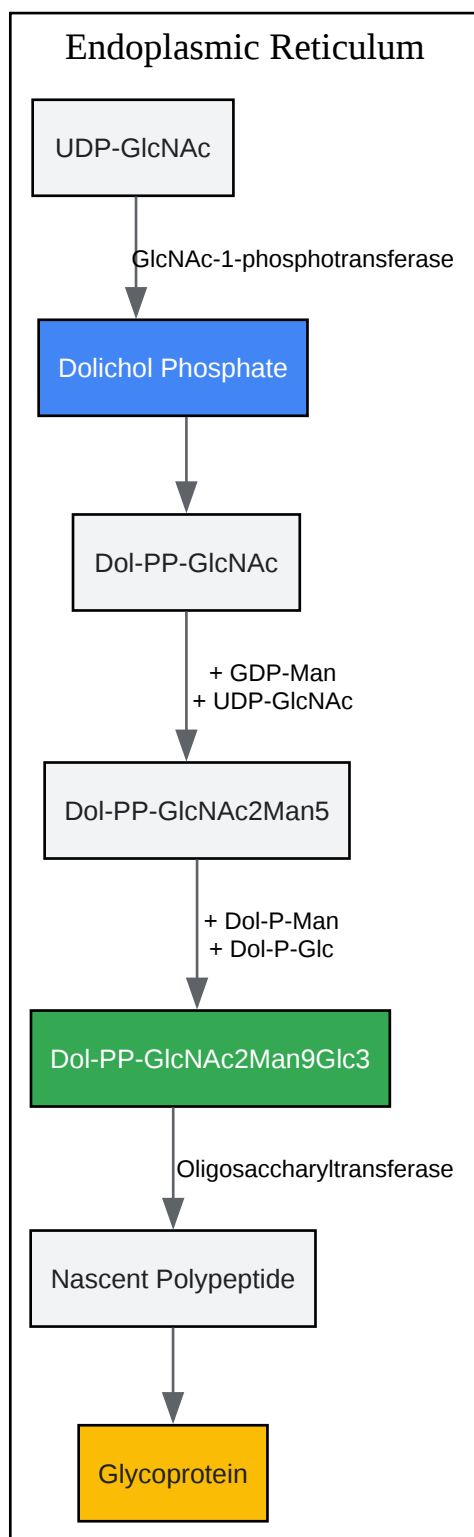 Endoplasmic Reticulum
UDP-GlcNAc
GlcNAc-1-phosphotransferase
Dolichol Phosphate
Dol-PP-GlcNAc
+ GDP-Man
+ UDP-GlcNAc
Dol-PP-GlcNAc2Man5
+ Dol-P-Man
+ Dol-P-Glc
Dol-PP-GlcNAc2Man9Glc3
Oligosaccharyltransferase
Nascent Polypeptide
Glycoprotein